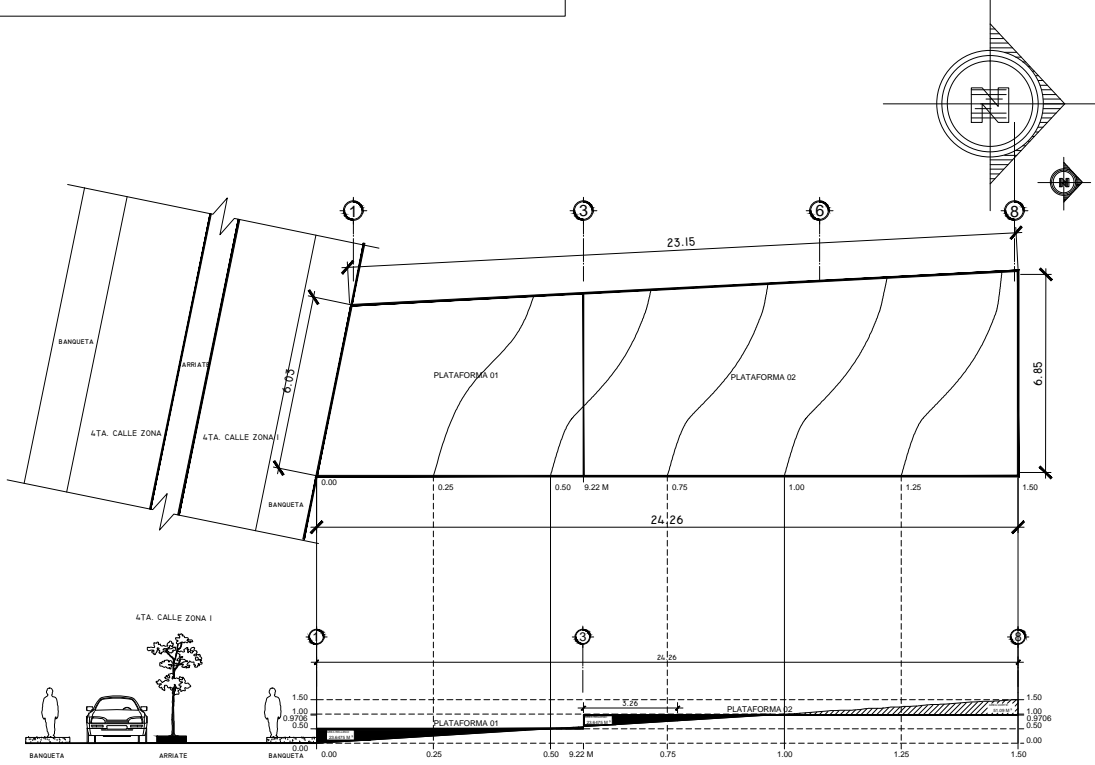 N
N
1
3
6
8
23.15
6.03
6.85
BANQUETA
ARRIATE
PLATAFORMA 01
PLATAFORMA 02
4TA. CALLE ZONA
4TA. CALLE ZONA I
BANQUETA
0.00
0.25
0.50
9.22 M
0.75
1.00
1.25
1.50
24.26
4TA. CALLE ZONA I
1
3
8
24.26
1.50
1.00
0.9706
0.50
0.00
3.26
PLATAFORMA 01
PLATAFORMA 02
1.50
1.00
0.9706
0.50
0.00
BANQUETA
ARRIATE
BANQUETA
0.00
0.25
0.50
9.22 M
0.75
1.00
1.25
1.50